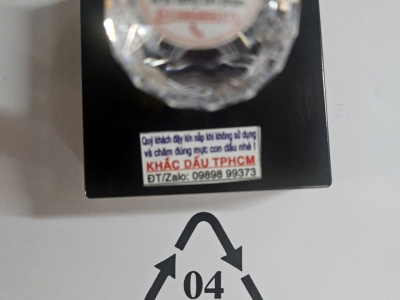 Quý khách đậy kín nắp khi không sử dụng
và châm đúng mực con dấu nhé !
KHẮC DẤU TPHCM
ĐT/Zalo: 09898 99373
04